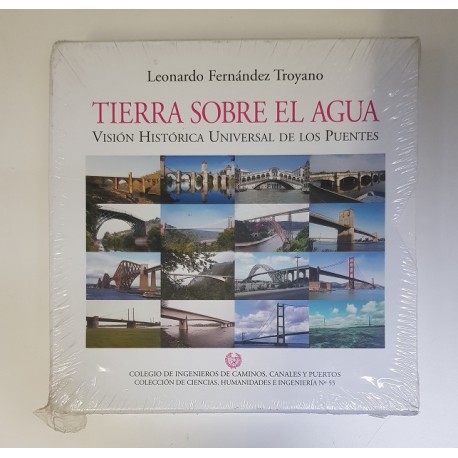 Leonardo Fernández Troyano
TIERRA SOBRE EL AGUA
VISIÓN HISTÓRICA UNIVERSAL DE LOS PUENTES
COLEGIO DE INGENIEROS DE CAMINOS, CANALES Y PUERTOS
COLECCIÓN DE CIENCIAS, HUMANIDADES E INGENIERÍA Nº 55